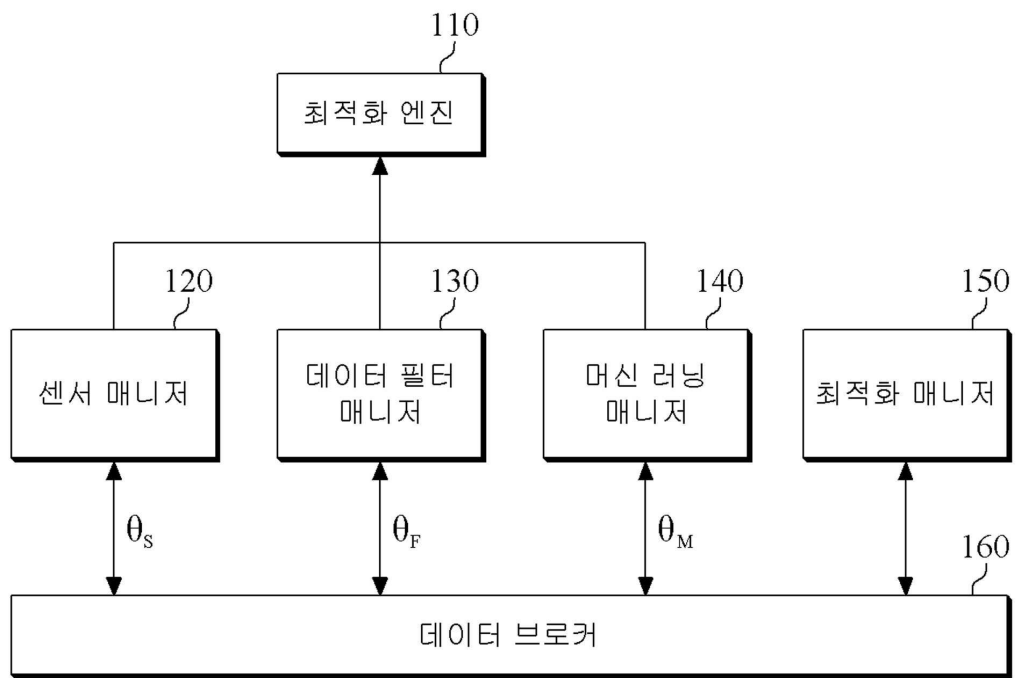 110
최적화 엔진
120
130
140
150
센서 매니저
데이터 필터
매니저
머신 러닝
매니저
최적화 매니저
θS
θF
θM
160
데이터 브로커